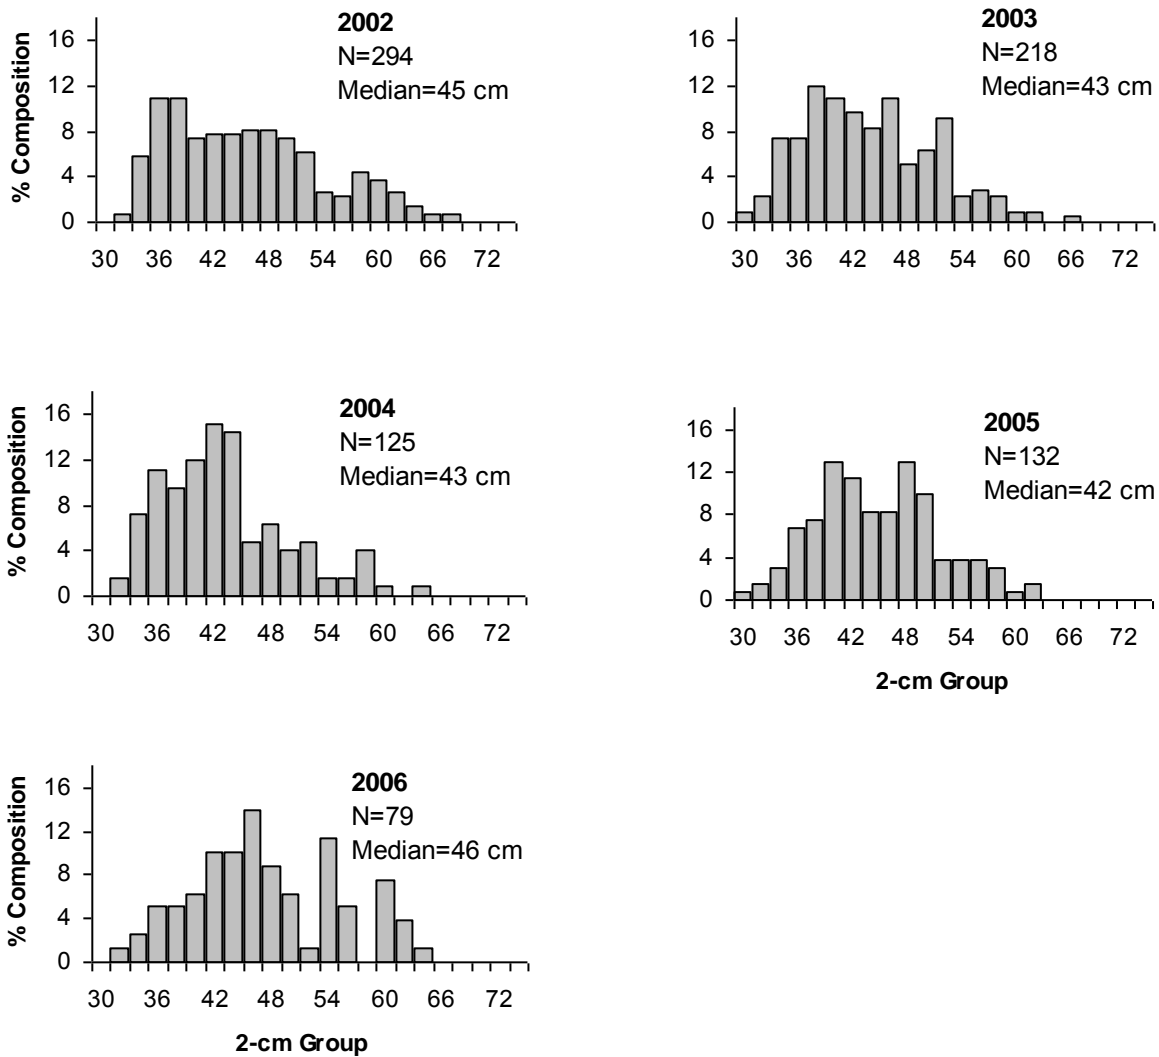 2002
N=294
Median=45 cm
% Composition
16
12
8
4
0
30 36 42 48 54 60 66 72
2003
N=218
Median=43 cm
16
12
8
4
0
30 36 42 48 54 60 66 72
2004
N=125
Median=43 cm
% Composition
16
12
8
4
0
30 36 42 48 54 60 66 72
2005
N=132
Median=42 cm
16
12
8
4
0
30 36 42 48 54 60 66 72
2-cm Group
2006
N=79
Median=46 cm
% Composition
16
12
8
4
0
30 36 42 48 54 60 66 72
2-cm Group